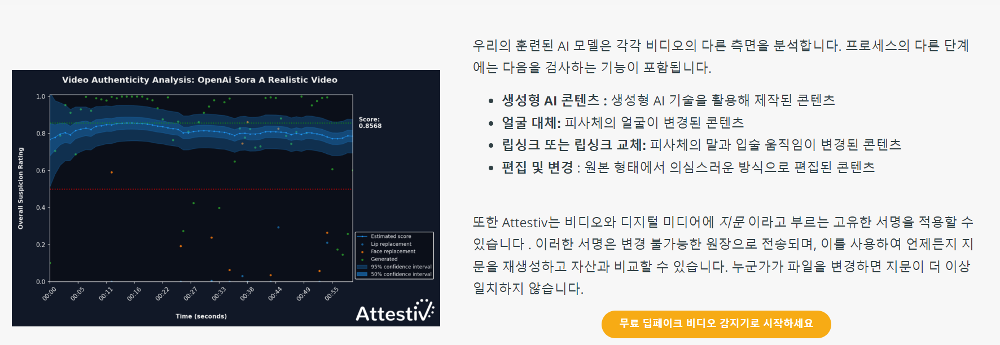 Video Authenticity Analysis: OpenAi Sora A Realistic Video
Overall Suspicion Rating
1.0
0.8
0.6
0.4
0.2
0.0
Score:
0.8568
Estimated score
Lip replacement
Face replacement
Generated
95% confidence interval
50% confidence interval
00:00 00:05 00:11 00:16 00:22 00:27 00:33 00:38 00:44 00:49 00:55
Time (seconds)
Attestiv
우리의 훈련된 AI 모델은 각각 비디오의 다른 측면을 분석합니다. 프로세스의 다른 단계
에는 다음을 검사하는 기능이 포함됩니다.
• 생성형 AI 콘텐츠 : 생성형 AI 기술을 활용해 제작된 콘텐츠
• 얼굴 대체: 피사체의 얼굴이 변경된 콘텐츠
• 립싱크 또는 립싱크 교체: 피사체의 말과 입술 움직임이 변경된 콘텐츠
• 편집 및 변경 : 원본 형태에서 의심스러운 방식으로 편집된 콘텐츠
또한 Attestiv는 비디오와 디지털 미디어에 지문 이라고 부르는 고유한 서명을 적용할 수
있습니다 . 이러한 서명은 변경 불가능한 원장으로 전송되며, 이를 사용하여 언제든지 지
문을 재생성하고 자산과 비교할 수 있습니다. 누군가가 파일을 변경하면 지문이 더 이상
일치하지 않습니다.
무료 딥페이크 비디오 감지기로 시작하세요